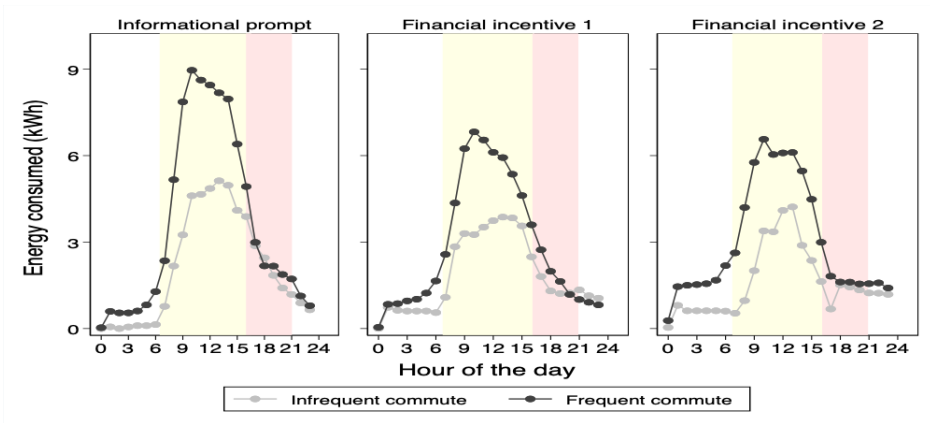 Informational prompt
Financial incentive 1
Financial incentive 2
Energy consumed (kWh)
9
6
3
0
0 3 6 9 12 15 18 21 24
0 3 6 9 12 15 18 21 24
0 3 6 9 12 15 18 21 24
Hour of the day
Infrequent commute
Frequent commute